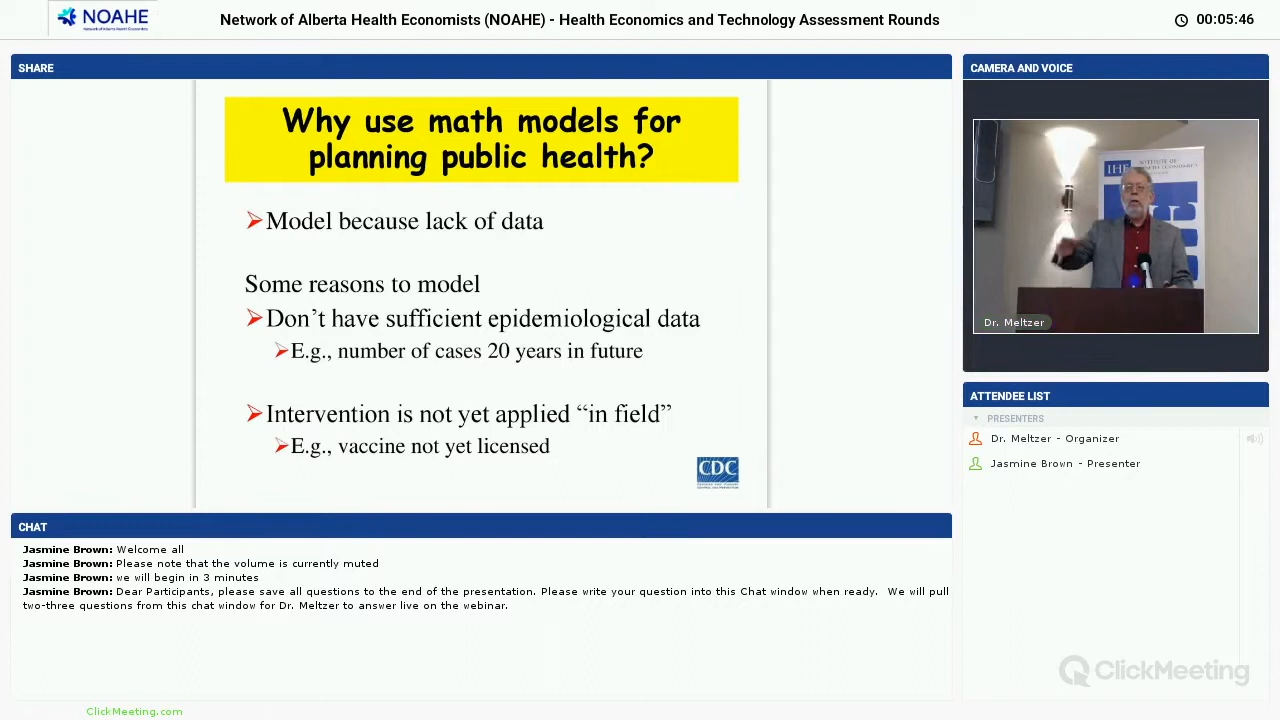 NOAHE
Network of Alberta Health Economists (NOAHE) - Health Economics and Technology Assessment Rounds
00:05:46
SHARE
Why use math models for
planning public health?
Model because lack of data
Some reasons to model
Don't have sufficient epidemiological data
E.g., number of cases 20 years in future
Intervention is not yet applied “in field”
E.g., vaccine not yet licensed
CDC
CAMERA AND VOICE
IHE
INSTITUTE OF
HEALTH ECONOMICS
Dr. Meltzer
ATTENDEE LIST
PRESENTERS
Dr. Meltzer - Organizer
Jasmine Brown - Presenter
CHAT
Jasmine Brown: Welcome all
Jasmine Brown: Please note that the volume is currently muted
Jasmine Brown: we will begin in 3 minutes
Jasmine Brown: Dear Participants, please save all questions to the end of the presentation. Please write your question into this Chat window when ready. We will pull
two-three questions from this chat window for Dr. Meltzer to answer live on the webinar.
ClickMeeting
ClickMeeting.com